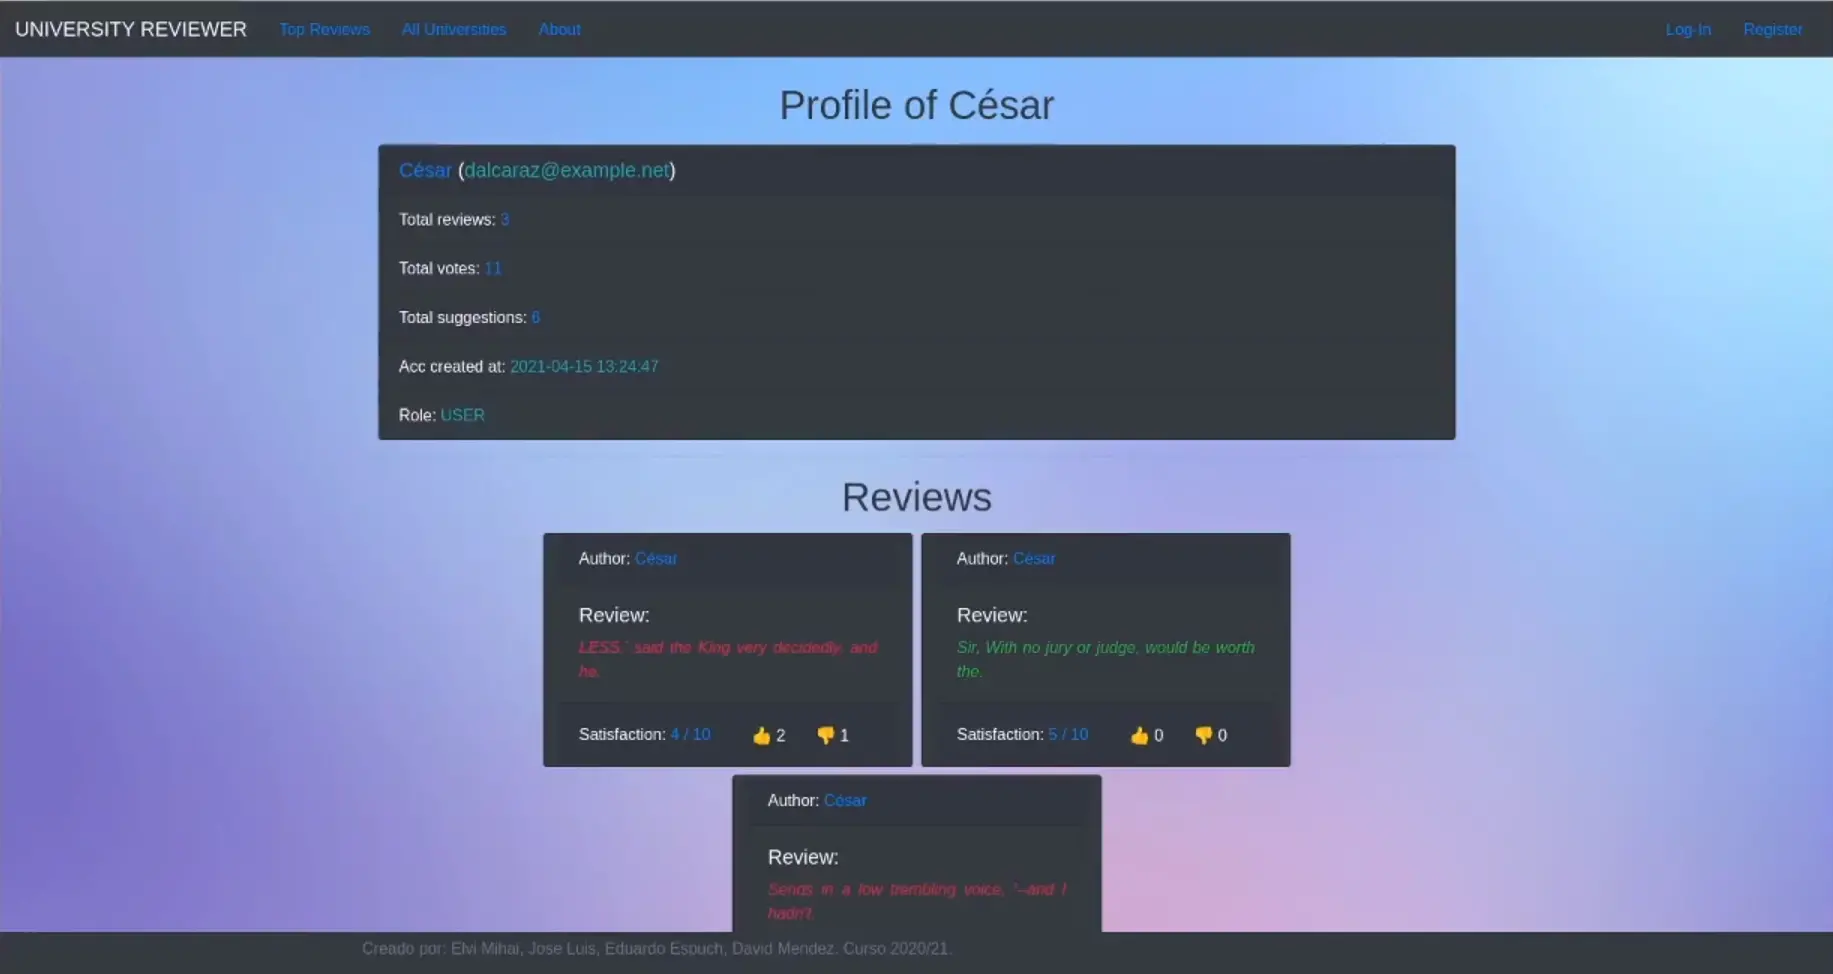 UNIVERSITY REVIEWER Top Reviews All Universities About Log-In Register
Profile of César
César (dalcaraz@example.net)
Total reviews: 3
Total votes: 11
Total suggestions: 6
Acc created at: 2021-04-15 13:24:47
Role: USER
Reviews
Author: César
Review:
LESS,' said the King very decidedly, and
he.
Satisfaction: 4 / 10 👍 2 👎 1
Author: César
Review:
Sir, With no jury or judge, would be worth
the.
Satisfaction: 5 / 10 👍 0 👎 0
Author: César
Review:
Sends in a low trembling voice, '--and I
hadn't
Creado por: Elvi Mihai, Jose Luis, Eduardo Espuch, David Mendez. Curso 2020/21.